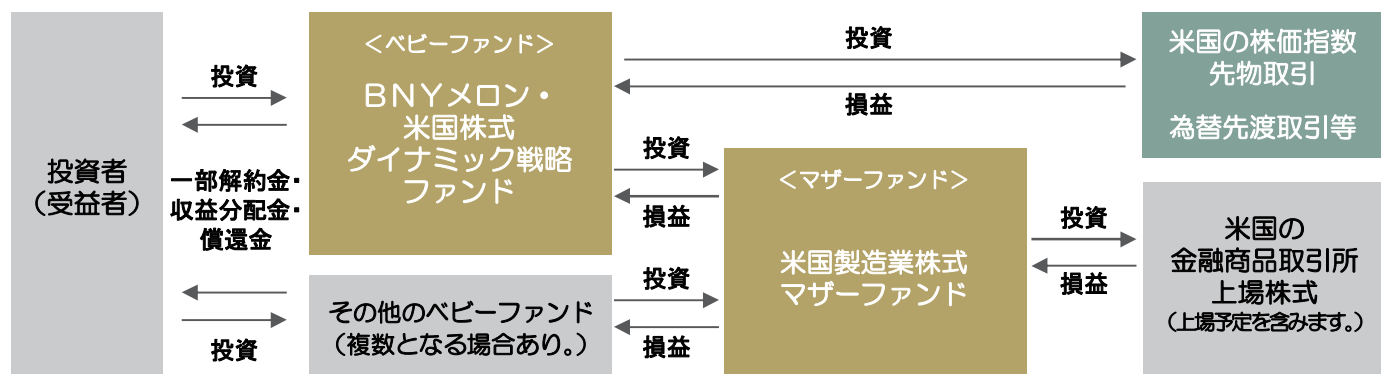 投資者
（受益者）
投資
一部解約金・
収益分配金・
償還金
投資
＜ベビーファンド＞
ＢＮＹメロン・
米国株式
ダイナミック戦略
ファンド
その他のベビーファンド
（複数となる場合あり。）
投資
損益
投資
損益
投資
損益
＜マザーファンド＞
米国製造業株式
マザーファンド
投資
損益
米国の株価指数
先物取引
為替先渡取引等
米国の
金融商品取引所
上場株式
（上場予定を含みます。）